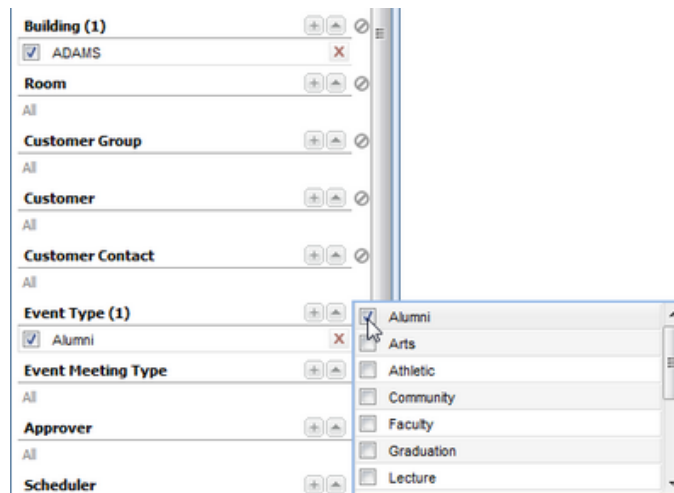 Building (1)
ADAMS
Room
All
Customer Group
All
Customer
All
Customer Contact
All
Event Type (1)
Alumni
Event Meeting Type
All
Approver
All
Scheduler
Alumni
Arts
Athletic
Community
Faculty
Graduation
Lecture